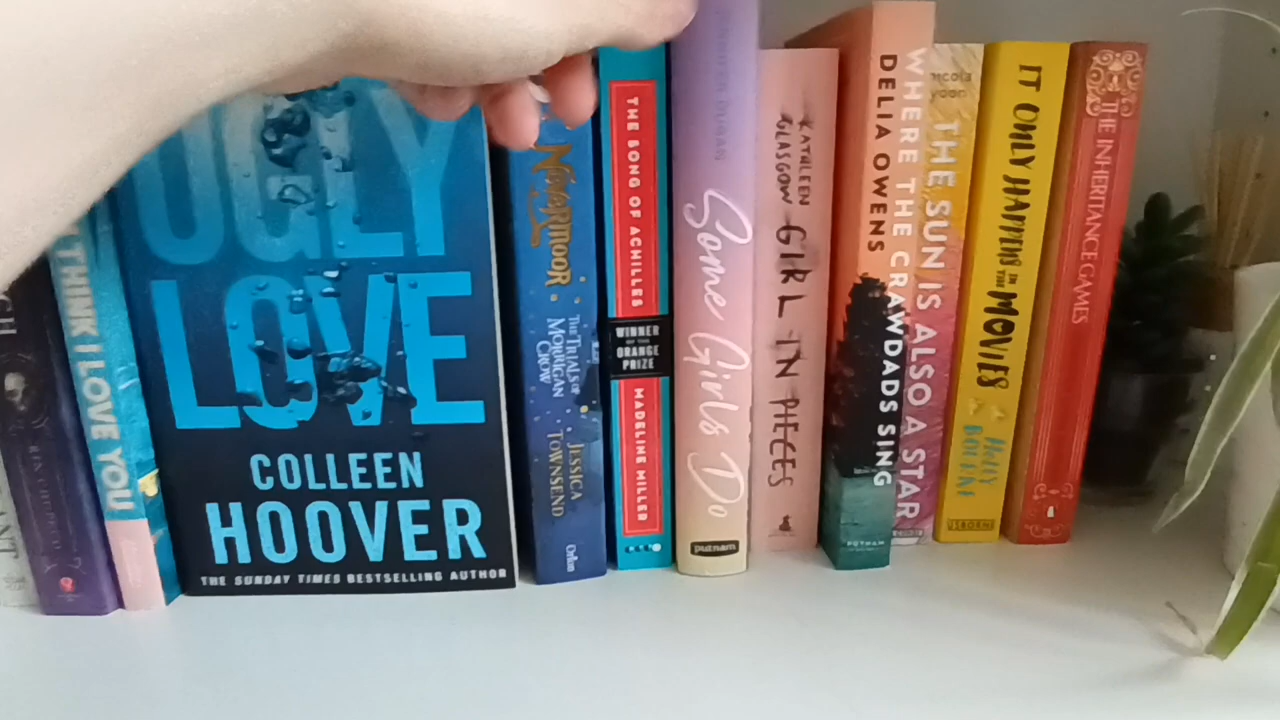 THINK I LOVE YOU
UGLY
LOVE
COLLEEN
HOOVER
THE SUNDAY TIMES BESTSELLING AUTHOR
NEVERMOOR
THE TRIALS OF
MORRIGAN
CROW
JESSICA
TOWNSEND
Orion
THE SONG OF ACHILLES
WINNER
OF THE
ORANGE
PRIZE
MADELINE MILLER
JENNIFER DUGAN
Some Girls Do
putnam
KATHLEEN
GLASGOW
GIRL IN PIECES
WHERE THE CRAWDADS SING
DELIA OWENS
PUTNAM
nicola
yoon
THE SUN IS ALSO A STAR
IT ONLY HAPPENS IN THE MOVIES
Holly
BOURNE
USBORNE
THE INHERITANCE GAMES